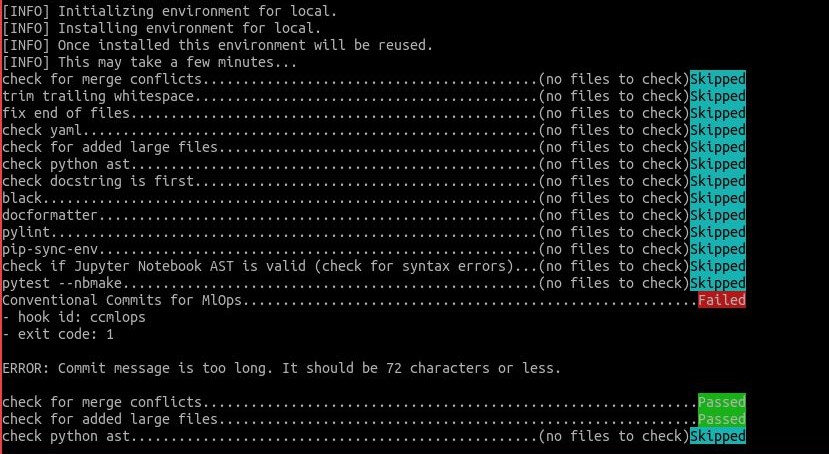 [INFO] Initializing environment for local.
[INFO] Installing environment for local.
[INFO] Once installed this environment will be reused.
[INFO] This may take a few minutes...
check for merge conflicts..........................................(no files to check)Skipped
trim trailing whitespace...........................................(no files to check)Skipped
fix end of files...................................................(no files to check)Skipped
check yaml.........................................................(no files to check)Skipped
check for added large files........................................(no files to check)Skipped
check python ast...................................................(no files to check)Skipped
check docstring is first...........................................(no files to check)Skipped
black..............................................................(no files to check)Skipped
docformatter.......................................................(no files to check)Skipped
pylint.............................................................(no files to check)Skipped
pip-sync-env.......................................................(no files to check)Skipped
check if Jupyter Notebook AST is valid (check for syntax errors)...(no files to check)Skipped
pytest --nbmake....................................................(no files to check)Skipped
Conventional Commits for MlOps.........................................................Failed
- hook id: ccmlops
- exit code: 1
ERROR: Commit message is too long. It should be 72 characters or less.
check for merge conflicts..............................................................Passed
check for added large files............................................................Passed
check python ast...................................................(no files to check)Skipped